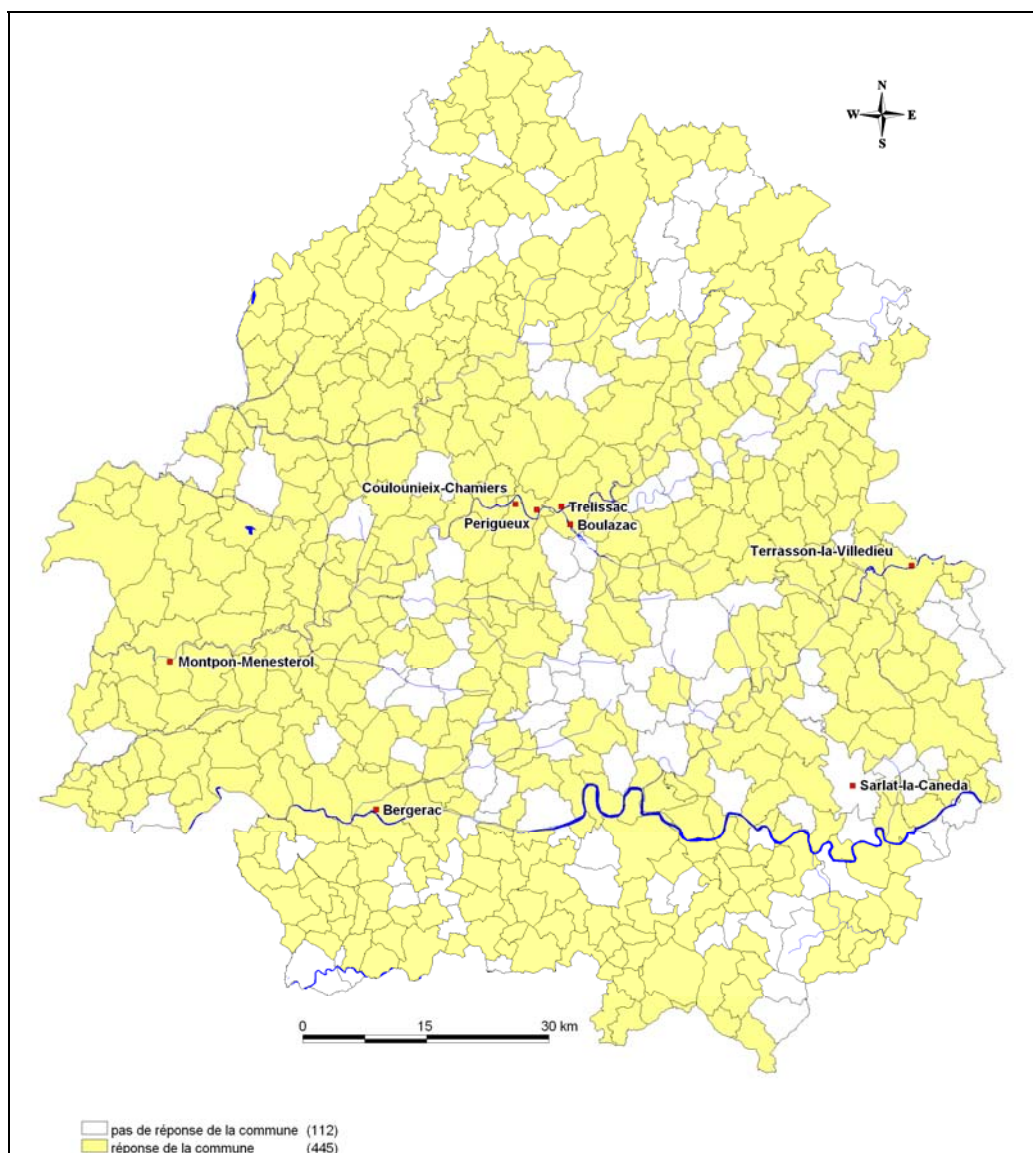 N
W E
S
Coulounieix-Chamiers
Trelissac
Perigueux
Boulazac
Terrasson-la-Villedieu
Montpon-Menesterol
Sarlat-la-Caneda
Bergerac
0 15 30 km
pas de réponse de la commune (112)
réponse de la commune (445)